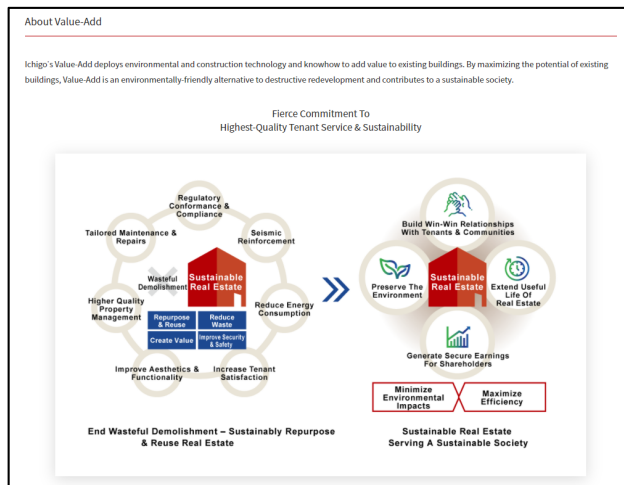 About Value-Add
Ichigo's Value-Add deploys environmental and construction technology and knowhow to add value to existing buildings. By maximizing the potential of existing
buildings, Value-Add is an environmentally-friendly alternative to destructive redevelopment and contributes to a sustainable society.
Fierce Commitment To
Highest-Quality Tenant Service & Sustainability
Regulatory
Conformance &
Compliance
Tailored Maintenance &
Repairs
Seismic
Reinforcement
Wasteful
Demolishment
Sustainable
Real Estate
Higher Quality
Property
Management
Reduce Energy
Consumption
Repurpose
& Reuse
Reduce
Waste
Create Value
Improve Security
& Safety
Improve Aesthetics &
Functionality
Increase Tenant
Satisfaction
End Wasteful Demolishment – Sustainably Repurpose
& Reuse Real Estate
Build Win-Win Relationships
With Tenants & Communities
Preserve The
Environment
Sustainable
Real Estate
Extend Useful
Life Of
Real Estate
Generate Secure Earnings
For Shareholders
Minimize
Environmental
Impacts
Maximize
Efficiency
Sustainable Real Estate
Serving A Sustainable Society